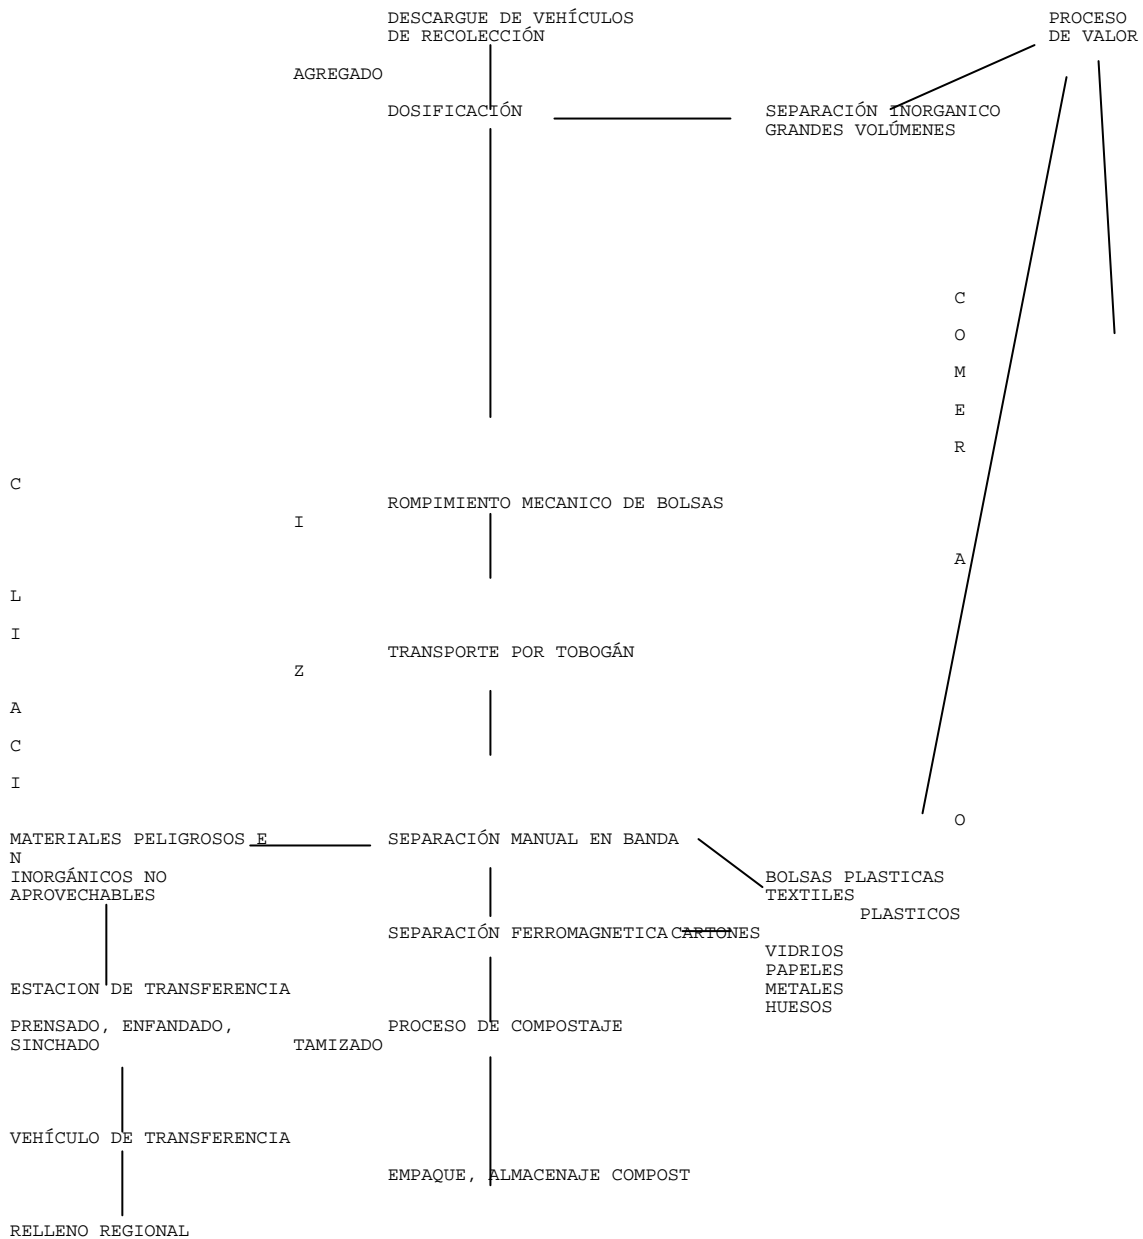 DESCARGUE DE VEHÍCULOS
PROCESO
DE RECOLECCIÓN
DE VALOR
AGREGADO
DOSIFICACIÓN
SEPARACIÓN INORGANICO
GRANDES VOLÚMENES
C
O
M
E
R
C
ROMPIMIENTO MECANICO DE BOLSAS
I
A
L
I
TRANSPORTE POR TOBOGÁN
Z
A
C
I
O
MATERIALES PELIGROSOS E
SEPARACIÓN MANUAL EN BANDA
N
INORGÁNICOS NO
BOLSAS PLASTICAS
APROVECHABLES
TEXTILES
PLASTICOS
SEPARACIÓN FERROMAGNETICA
CARTONES
VIDRIOS
PAPELES
ESTACION DE TRANSFERENCIA
METALES
HUESOS
PRENSADO, ENFANDADO,
PROCESO DE COMPOSTAJE
SINCHADO
TAMIZADO
VEHÍCULO DE TRANSFERENCIA
EMPAQUE, ALMACENAJE COMPOST
RELLENO REGIONAL